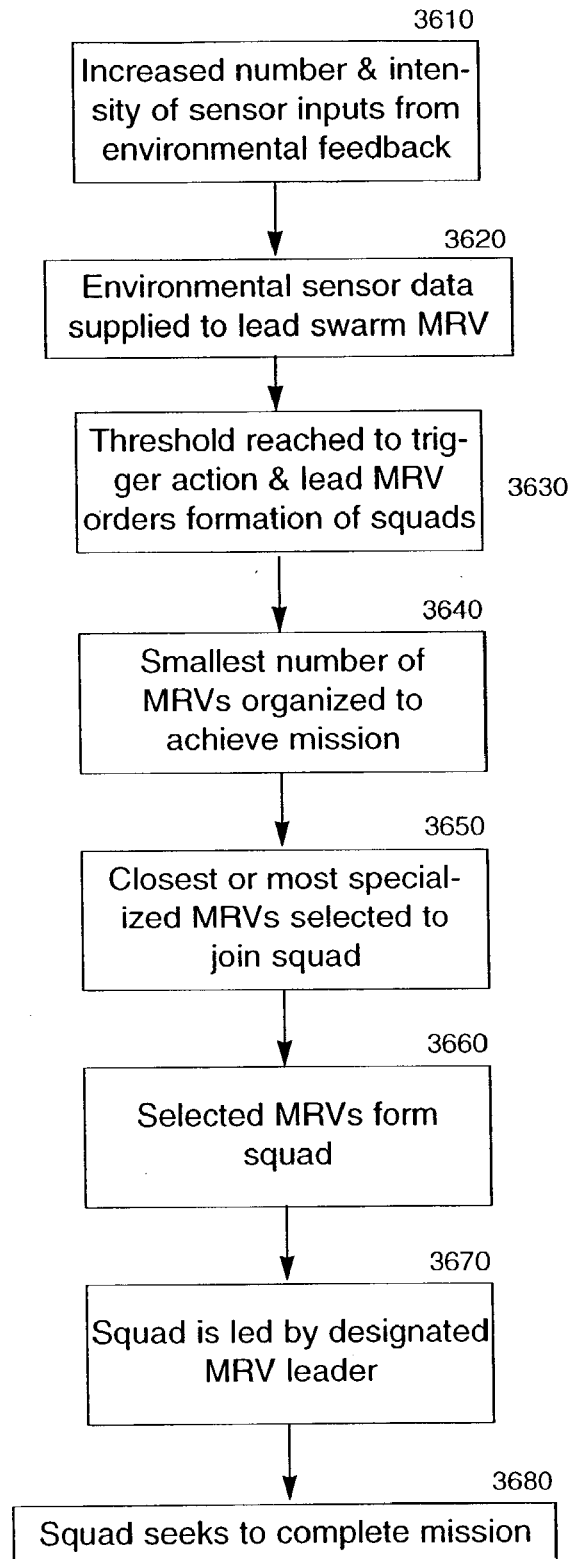 3610
Increased number & inten-
sity of sensor inputs from
environmental feedback
3620
Environmental sensor data
supplied to lead swarm MRV
Threshold reached to trig-
ger action & lead MRV
orders formation of squads
3630
3640
Smallest number of
MRVs organized to
achieve mission
3650
Closest or most special-
ized MRVs selected to
join squad
3660
Selected MRVs form
squad
3670
Squad is led by designated
MRV leader
3680
Squad seeks to complete mission